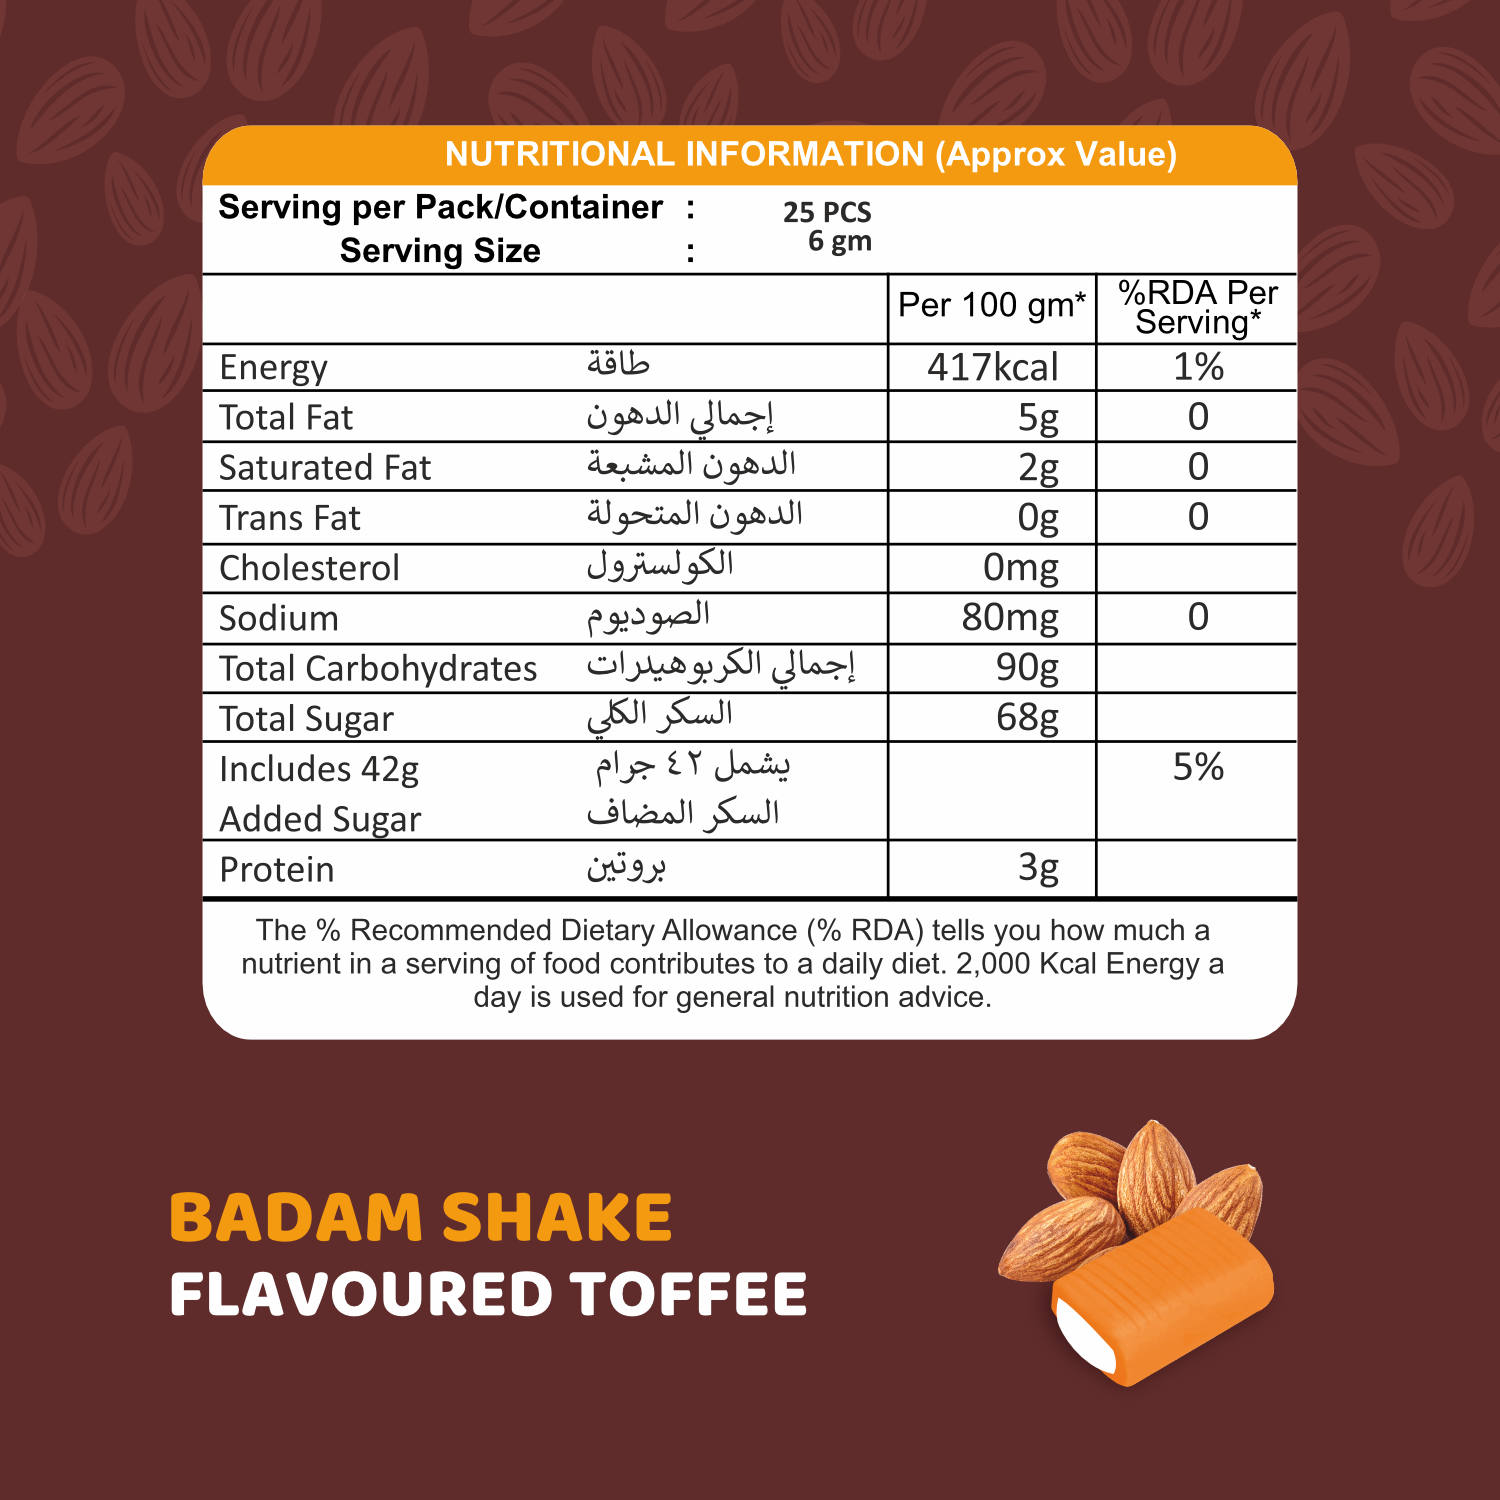 NUTRITIONAL INFORMATION (Approx Value)
Serving per Pack/Container : 25 PCS
Serving Size : 6 gm
Per 100 gm* %RDA Per Serving*
Energy طاقة 417kcal 1%
Total Fat إجمالي الدهون 5g 0
Saturated Fat الدهون المشبعة 2g 0
Trans Fat الدهون المتحولة 0g 0
Cholesterol الكولسترول 0mg
Sodium الصوديوم 80mg 0
Total Carbohydrates إجمالي الكربوهيدرات 90g
Total Sugar السكر الكلي 68g
Includes 42g يشمل ٤٢ جرام 5%
Added Sugar السكر المضاف
Protein بروتين 3g
The % Recommended Dietary Allowance (% RDA) tells you how much a
nutrient in a serving of food contributes to a daily diet. 2,000 Kcal Energy a
day is used for general nutrition advice.
BADAM SHAKE
FLAVOURED TOFFEE